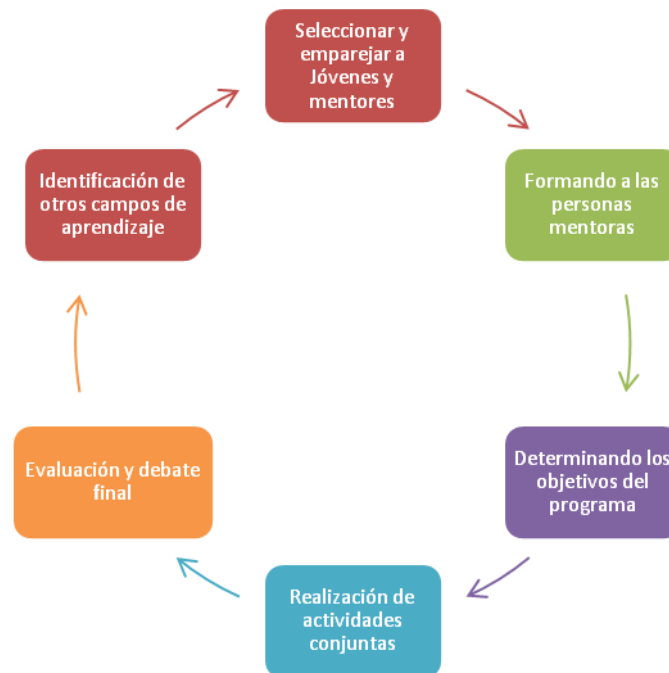 Seleccionar y
emparejar a
Jóvenes y
mentores
Formando a las
personas
mentoras
Determinando los
objetivos del
programa
Realización de
actividades
conjuntas
Evaluación y debate
final
Identificación de
otros campos de
aprendizaje